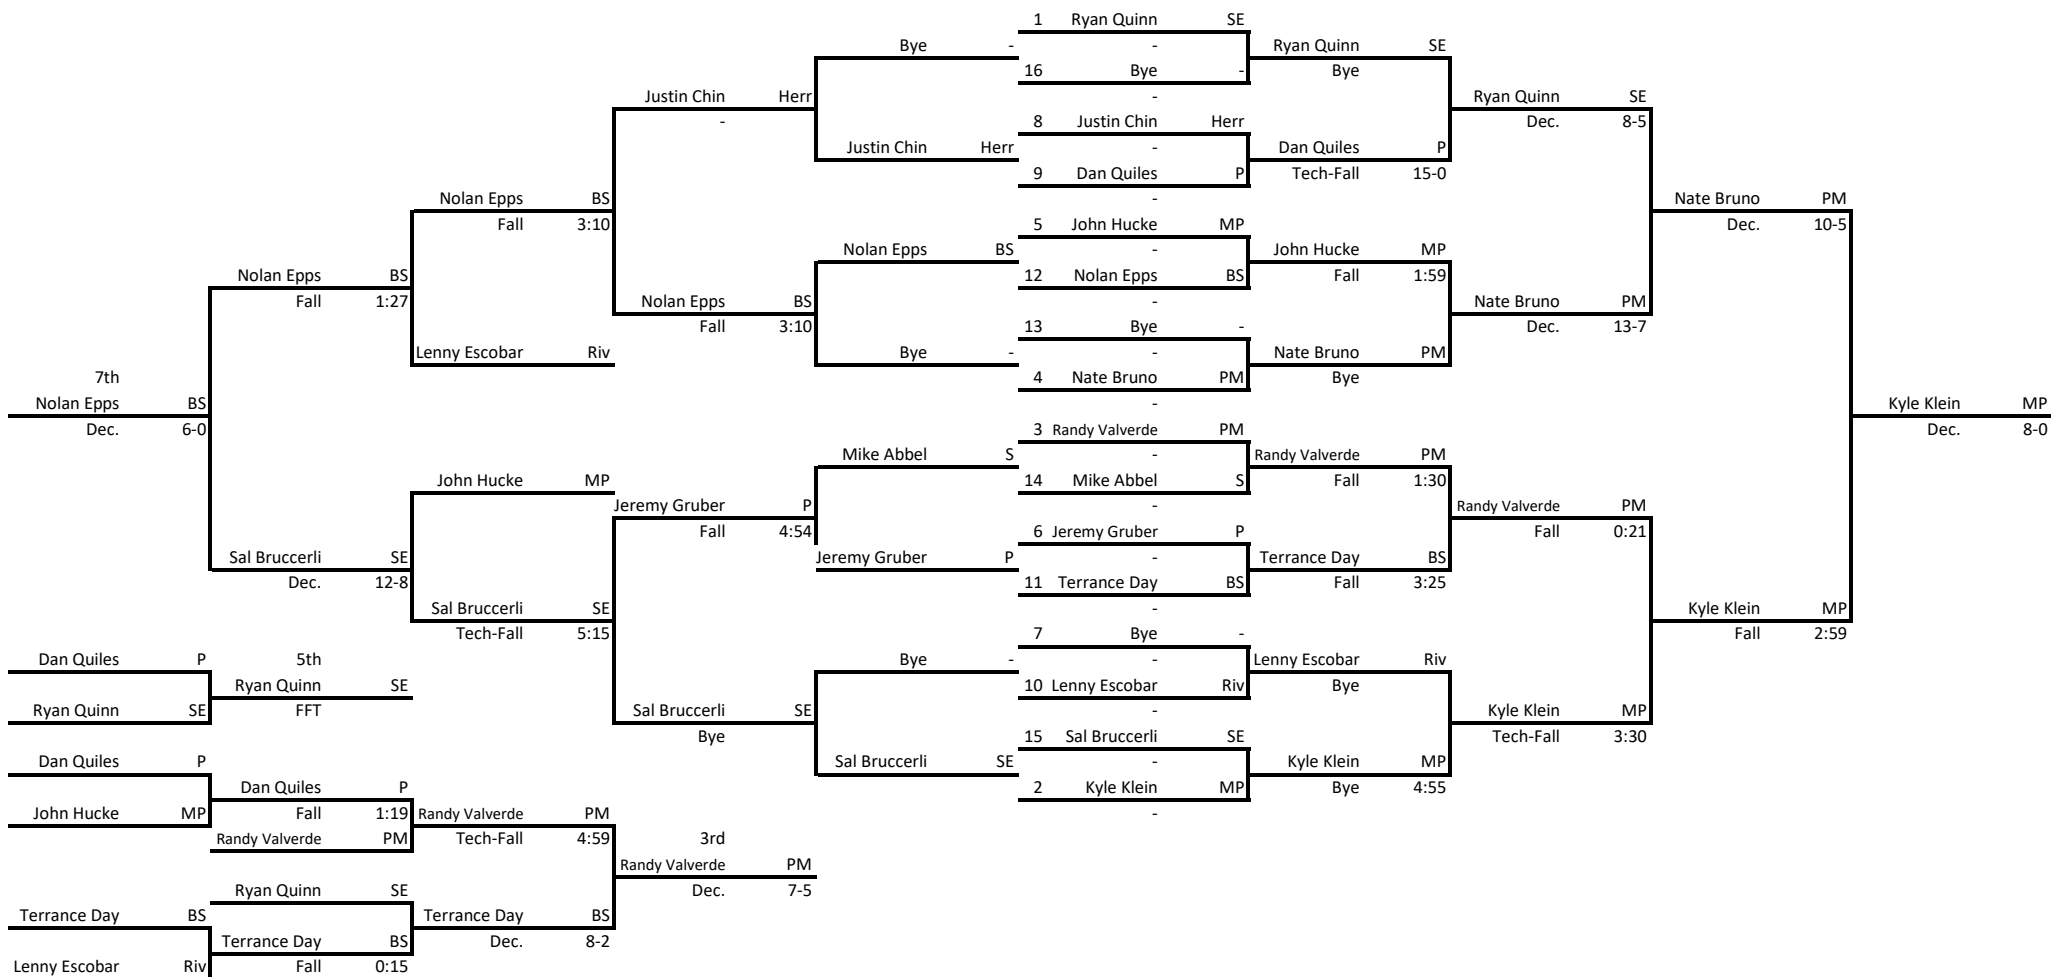 1 Ryan Quinn SE
Bye - - Ryan Quinn SE
16 Bye - Bye
Justin Chin Herr - Ryan Quinn SE
- 8 Justin Chin Herr Dec. 8-5
Justin Chin Herr - Dan Quiles P
9 Dan Quiles P Tech-Fall 15-0
Nolan Epps BS - Nate Bruno PM
Fall 3:10 5 John Hucke MP Dec. 10-5
Nolan Epps BS - John Hucke MP
Nolan Epps BS 12 Nolan Epps BS Fall 1:59
Fall 1:27 Nolan Epps BS - Nate Bruno PM
Fall 3:10 13 Bye - Dec. 13-7
Lenny Escobar Riv Bye - - Nate Bruno PM
7th 4 Nate Bruno PM Bye
Nolan Epps BS - Kyle Klein MP
Dec. 6-0 3 Randy Valverde PM Dec. 8-0
Mike Abbel S - Randy Valverde PM
John Hucke MP 14 Mike Abbel S Fall 1:30
Jeremy Gruber P - Randy Valverde PM
Fall 4:54 6 Jeremy Gruber P Fall 0:21
Sal Bruccerli SE Jeremy Gruber P - Terrance Day BS
Dec. 12-8 11 Terrance Day BS Fall 3:25
Sal Bruccerli SE - Kyle Klein MP
Tech-Fall 5:15 7 Bye - Fall 2:59
Dan Quiles P 5th Bye - - Lenny Escobar Riv
Ryan Quinn SE 10 Lenny Escobar Riv Bye
Ryan Quinn SE FFT Sal Bruccerli SE - Kyle Klein MP
Bye 15 Sal Bruccerli SE Tech-Fall 3:30
Dan Quiles P Sal Bruccerli SE - Kyle Klein MP
Dan Quiles P 2 Kyle Klein MP Bye 4:55
John Hucke MP Fall 1:19 Randy Valverde PM -
Randy Valverde PM Tech-Fall 4:59 3rd
Randy Valverde PM
Ryan Quinn SE Dec. 7-5
Terrance Day BS Terrance Day BS
Terrance Day BS Dec. 8-2
Lenny Escobar Riv Fall 0:15